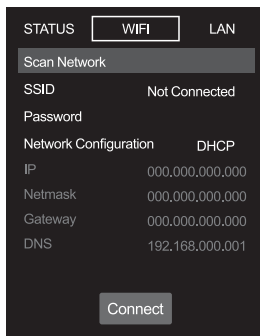 STATUS WIFI LAN
Scan Network
SSID Not Connected
Password
Network Configuration DHCP
IP 000.000.000.000
Netmask 000.000.000.000
Gateway 000.000.000.000
DNS 192.168.000.001
Connect